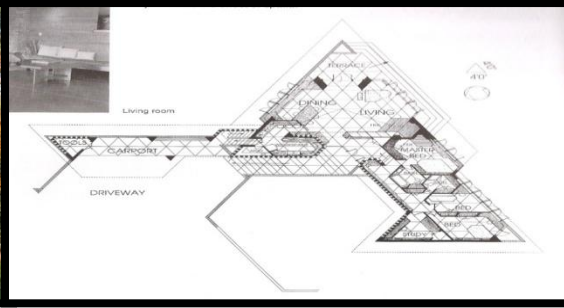 Living room
TERRACE
4'0"
DINING
LIVING
TOOLS
CARPORT
MASTER
BED
DRIVEWAY
BED
BED
STUDY